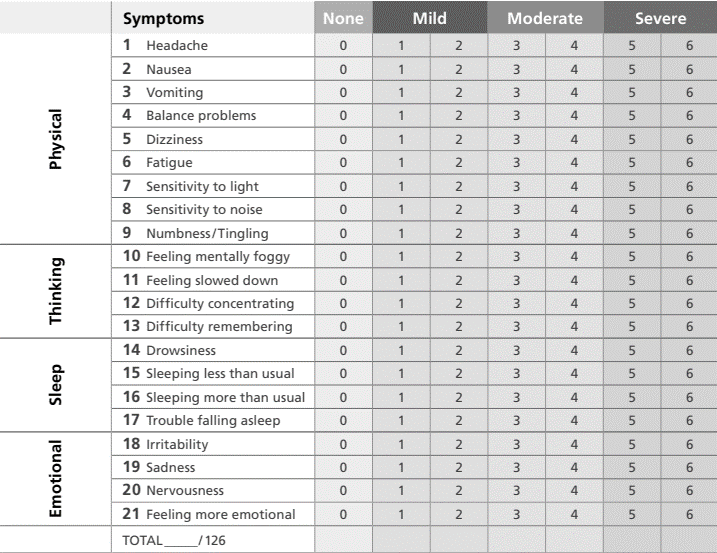 Symptoms None Mild Moderate Severe
Physical
1 Headache 0 1 2 3 4 5 6
2 Nausea 0 1 2 3 4 5 6
3 Vomiting 0 1 2 3 4 5 6
4 Balance problems 0 1 2 3 4 5 6
5 Dizziness 0 1 2 3 4 5 6
6 Fatigue 0 1 2 3 4 5 6
7 Sensitivity to light 0 1 2 3 4 5 6
8 Sensitivity to noise 0 1 2 3 4 5 6
9 Numbness/Tingling 0 1 2 3 4 5 6
Thinking
10 Feeling mentally foggy 0 1 2 3 4 5 6
11 Feeling slowed down 0 1 2 3 4 5 6
12 Difficulty concentrating 0 1 2 3 4 5 6
13 Difficulty remembering 0 1 2 3 4 5 6
Sleep
14 Drowsiness 0 1 2 3 4 5 6
15 Sleeping less than usual 0 1 2 3 4 5 6
16 Sleeping more than usual 0 1 2 3 4 5 6
17 Trouble falling asleep 0 1 2 3 4 5 6
Emotional
18 Irritability 0 1 2 3 4 5 6
19 Sadness 0 1 2 3 4 5 6
20 Nervousness 0 1 2 3 4 5 6
21 Feeling more emotional 0 1 2 3 4 5 6
TOTAL_____/126